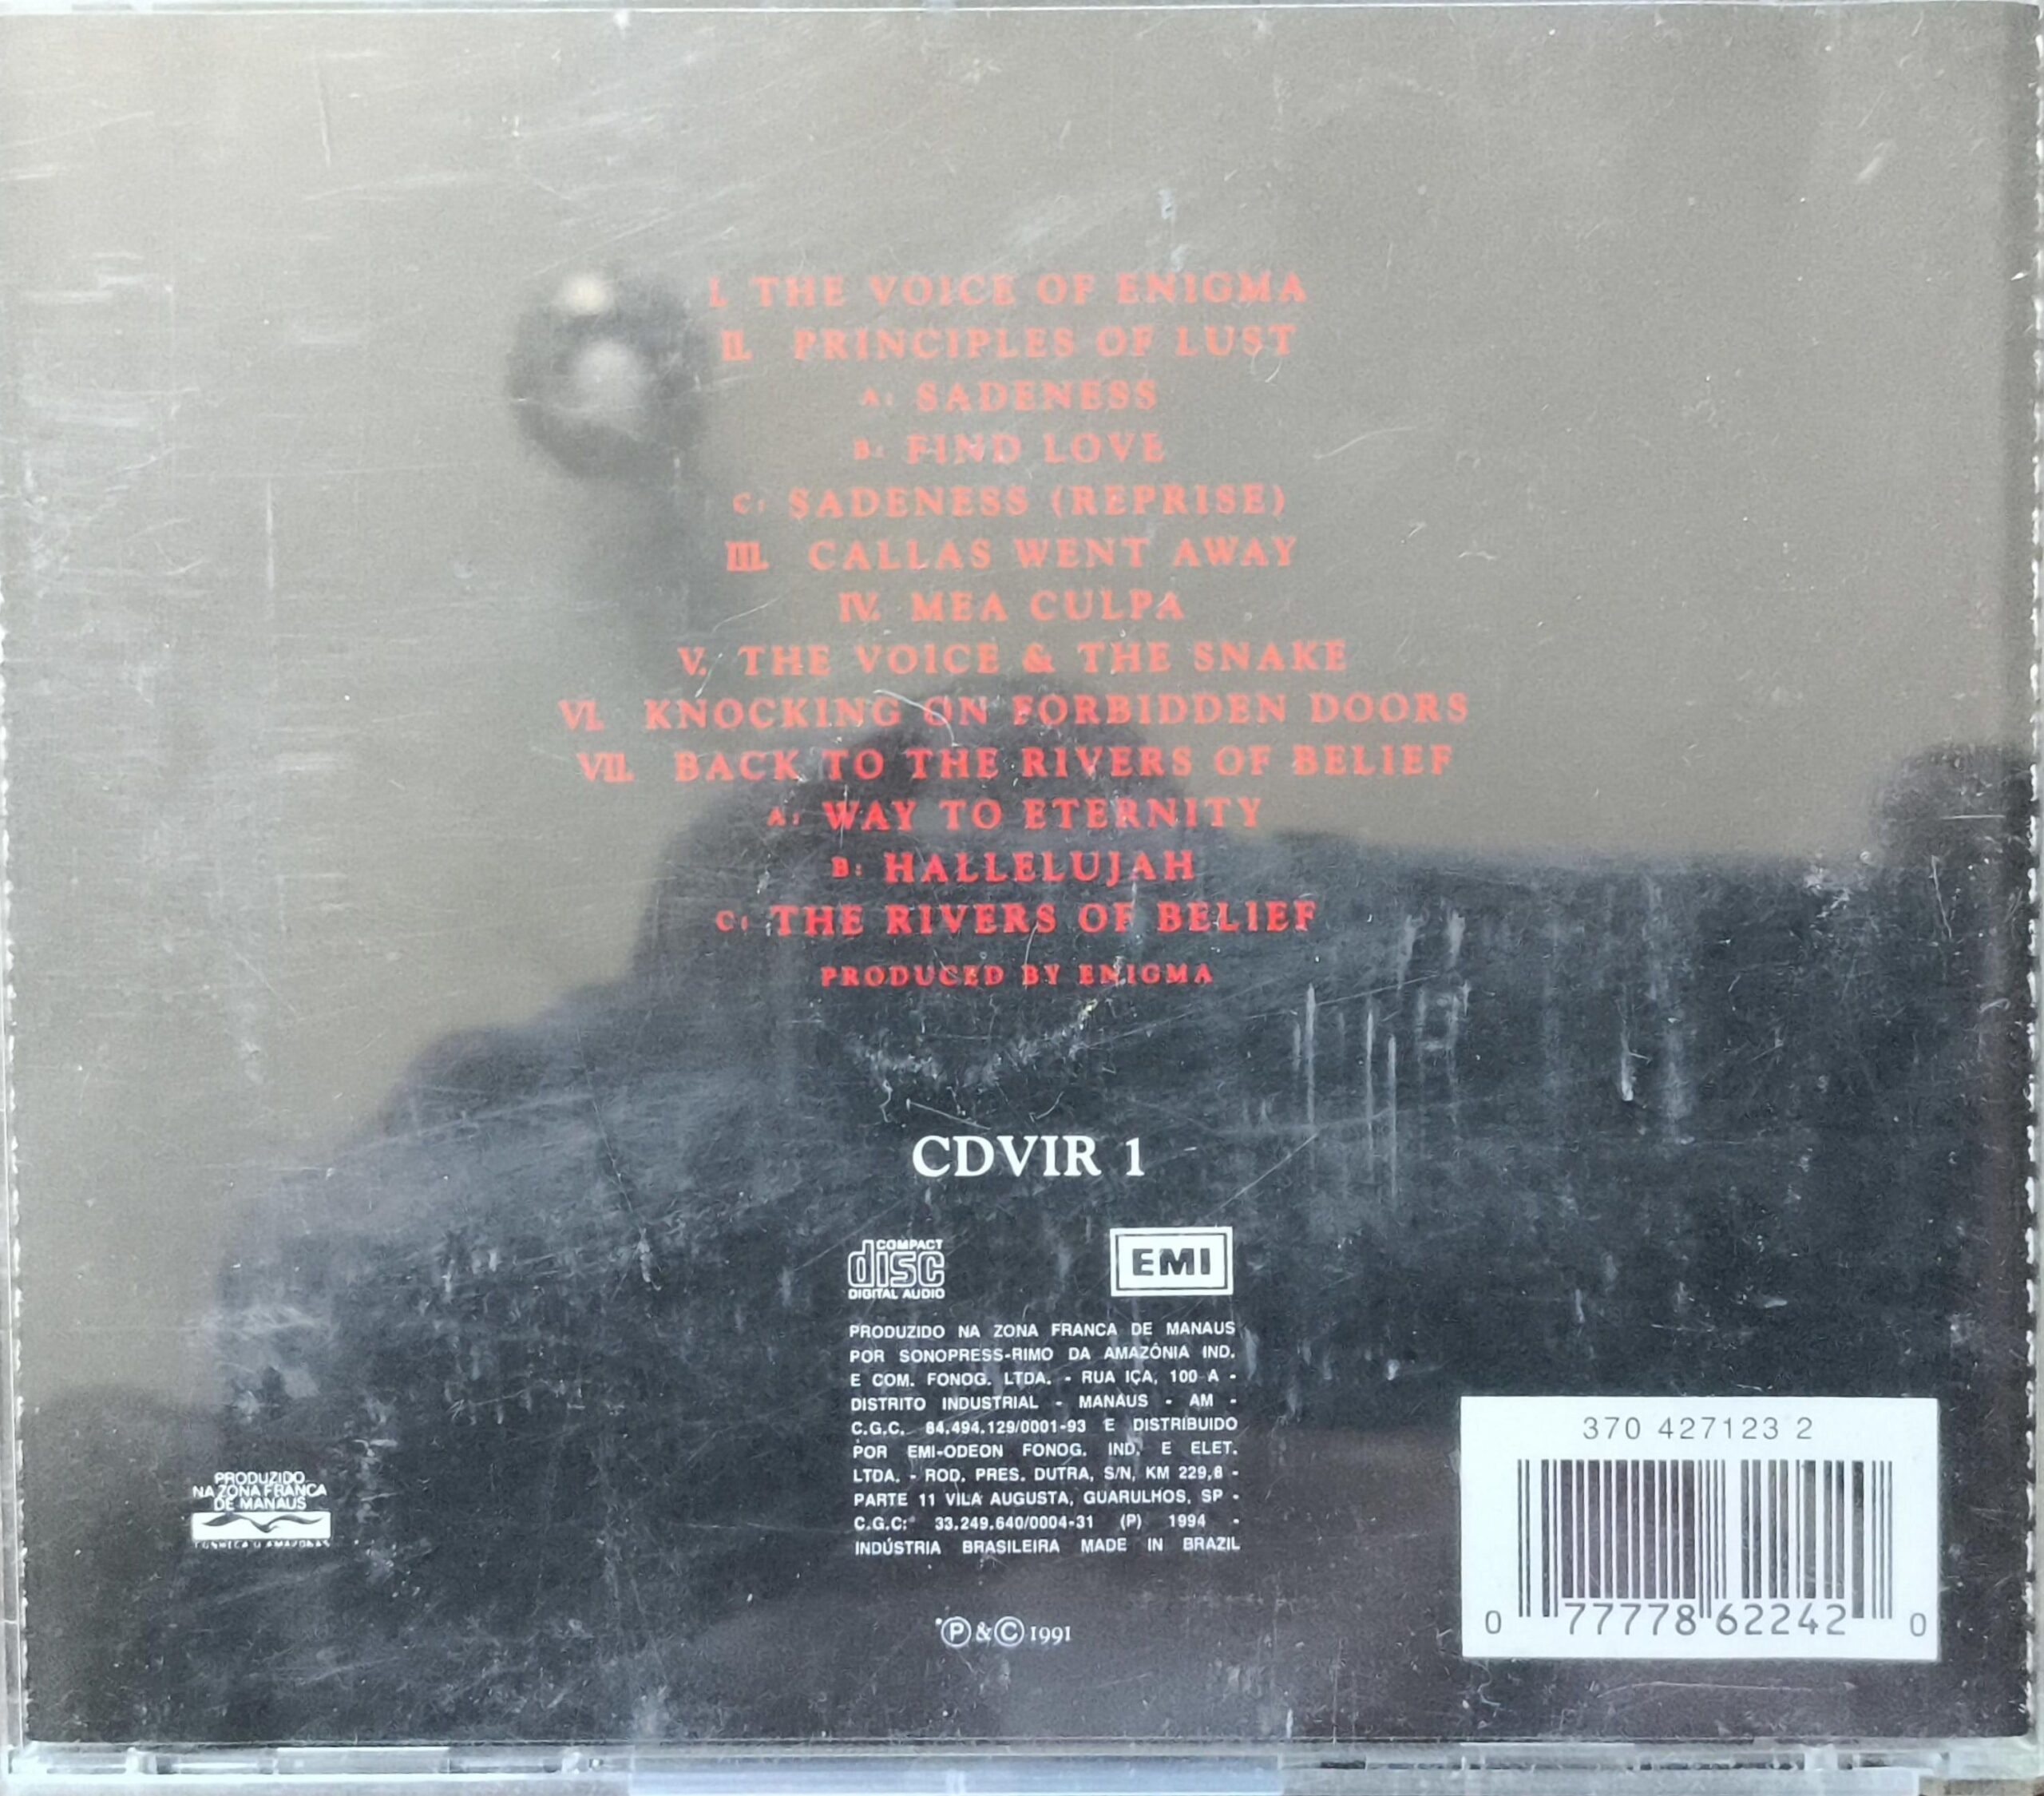 I. THE VOICE OF ENIGMA
II. PRINCIPLES OF LUST
A: SADENESS
B: FIND LOVE
C: SADENESS (REPRISE)
III. CALLAS WENT AWAY
IV. MEA CULPA
V. THE VOICE & THE SNAKE
VI. KNOCKING ON FORBIDDEN DOORS
VII. BACK TO THE RIVERS OF BELIEF
A: WAY TO ETERNITY
B: HALLELUJAH
C: THE RIVERS OF BELIEF
PRODUCED BY ENIGMA
CDVIR 1
COMPACT
disc
DIGITAL AUDIO
EMI
PRODUZIDO NA ZONA FRANCA DE MANAUS
POR SONOPRESS-RIMO DA AMAZÔNIA IND.
E COM. FONOG. LTDA. - RUA IÇA, 100 A -
DISTRITO INDUSTRIAL - MANAUS - AM -
C.G.C. 84.494.129/0001-93 E DISTRIBUIDO
POR EMI-ODEON FONOG. IND. E ELET.
LTDA. - ROD. PRES. DUTRA, S/N, KM 229,8 -
PARTE 11 VILA AUGUSTA, GUARULHOS, SP -
C.G.C: 33.249.640/0004-31 (P) 1994 -
INDÚSTRIA BRASILEIRA MADE IN BRAZIL
Ⓟ & © 1991
PRODUZIDO
NA ZONA FRANCA
DE MANAUS
CONHEÇA O AMAZONAS
370 427123 2
0 77778 62242 0